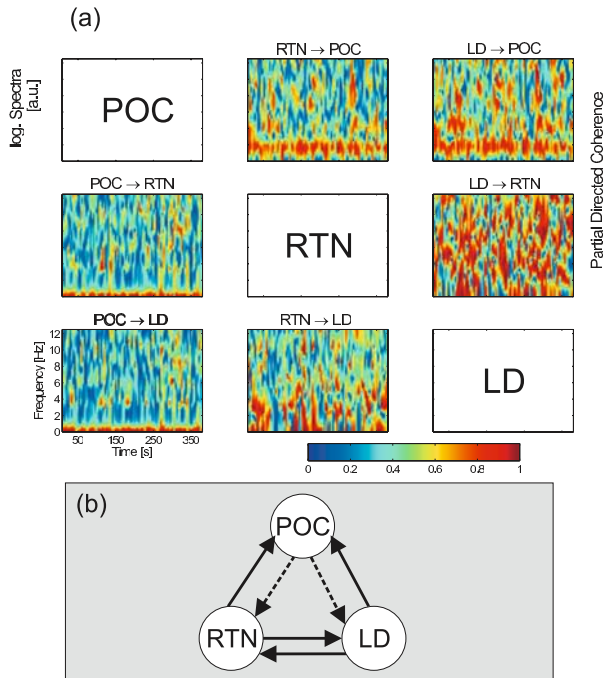 (a)
RTN → POC
LD → POC
llog. Spectra
[a.u.]
POC
POC → RTN
LD → RTN
RTN
Partial Directed Coherence
POC → LD
RTN → LD
LD
Frequency [Hz]
12
10
8
6
4
2
0
50 150 250 350
Time [s]
0 0.2 0.4 0.6 0.8 1
(b)
POC
RTN
LD